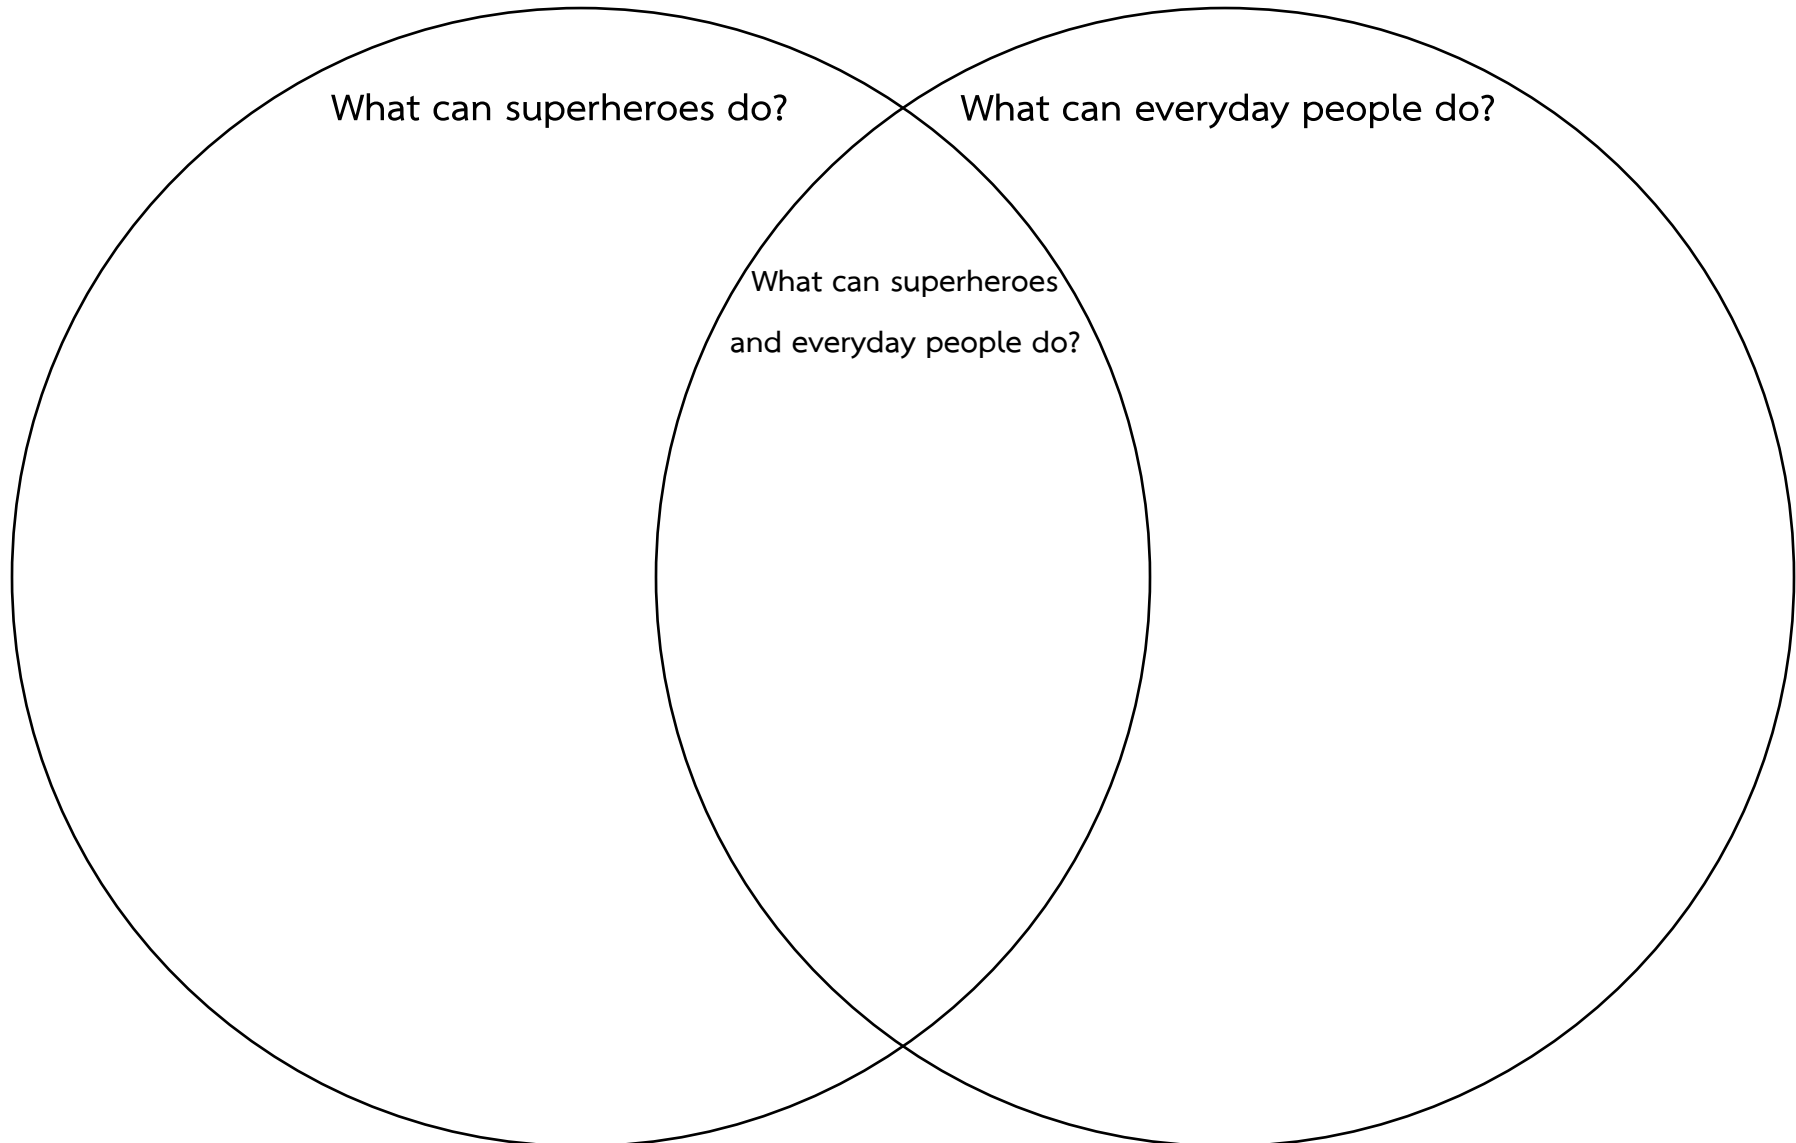 What can superheroes do?
What can everyday people do?
What can superheroes
and everyday people do?